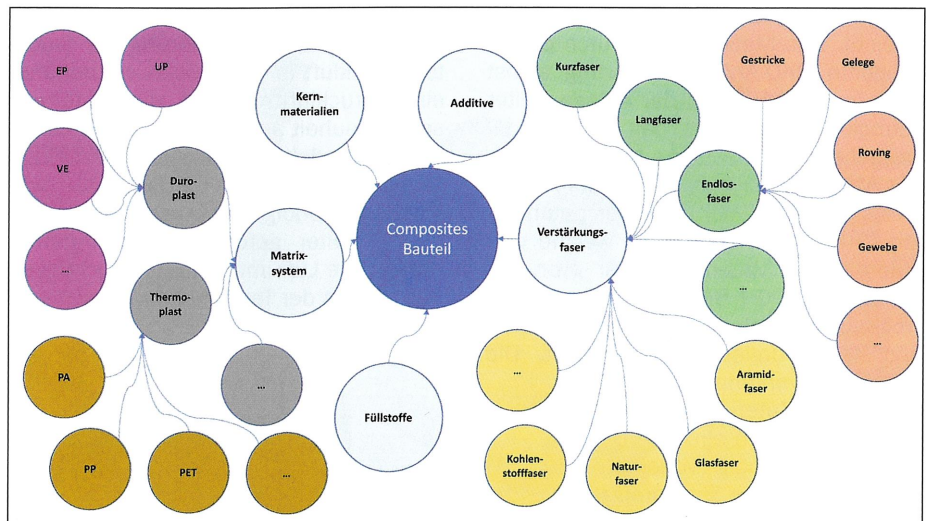 EP
UP
VE
...
Duro-
plast
Thermo-
plast
...
PA
PP
PET
...
Matrix-
system
Kern-
materialien
Additive
Composites
Bauteil
Füllstoffe
Verstärkungs-
faser
Kurzfaser
Langfaser
Endlos-
faser
...
Gestricke
Gelege
Roving
Gewebe
...
...
Kohlen-
stofffaser
Natur-
faser
Glasfaser
Aramid-
faser